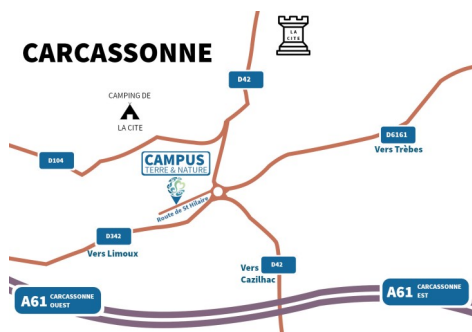 LA
CITE
CARCASSONNE
D42
CAMPING DE
LA CITE
D6161
Vers Trèbes
D104
CAMPUS
TERRE & NATURE
Route de St Hilaire
D342
Vers Limoux
Vers
Cazilhac
D42
A61 CARCASSONNE
OUEST
A61 CARCASSONNE
EST